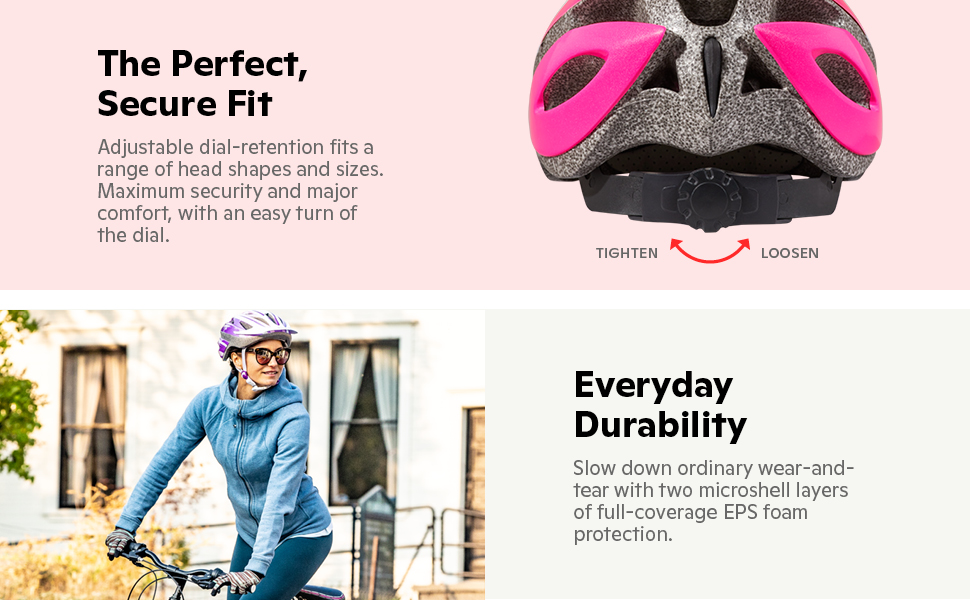 The Perfect,
Secure Fit
Adjustable dial-retention fits a
range of head shapes and sizes.
Maximum security and major
comfort, with an easy turn of
the dial.
TIGHTEN
LOOSEN
Everyday
Durability
Slow down ordinary wear-and-
tear with two microshell layers
of full-coverage EPS foam
protection.